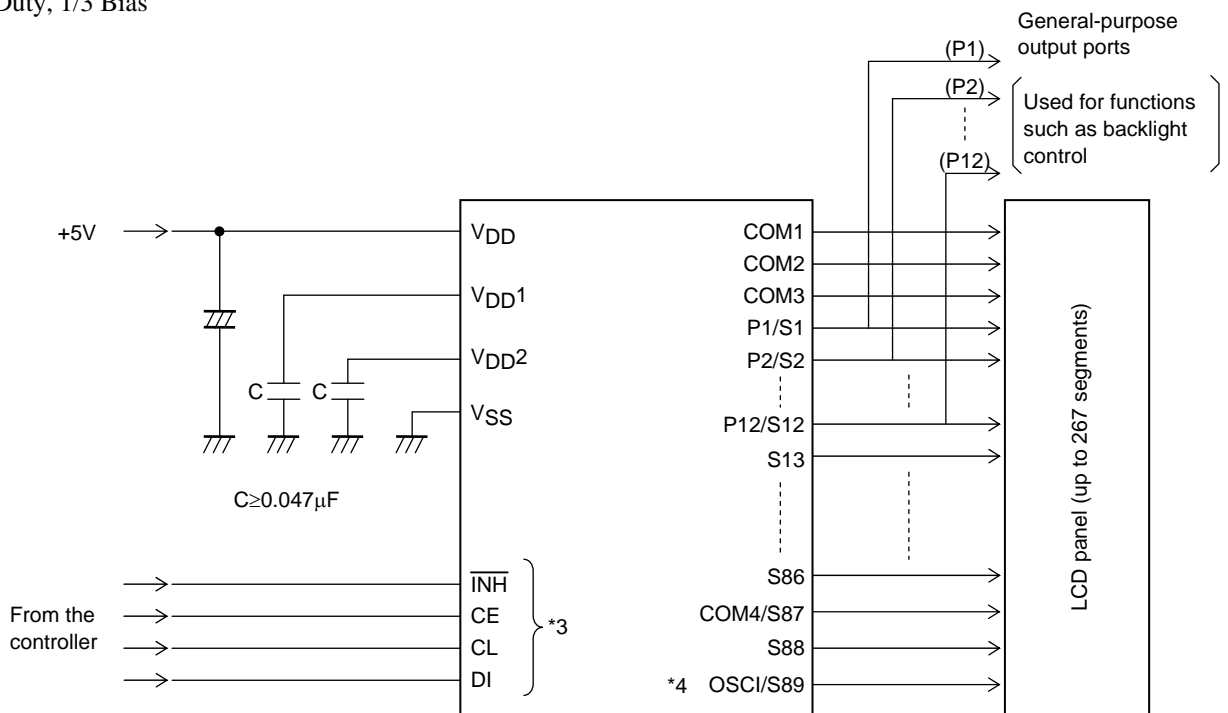 Duty, 1/3 Bias
General-purpose
output ports
(P1)
(P2)
Used for functions
such as backlight
control
(P12)
+5V
VDD
VDD1
VDD2
VSS
C
C
C≥0.047μF
COM1
COM2
COM3
P1/S1
P2/S2
P12/S12
S13
S86
COM4/S87
S88
*4 OSCI/S89
LCD panel (up to 267 segments)
From the
controller
INH
CE
CL
DI
*3